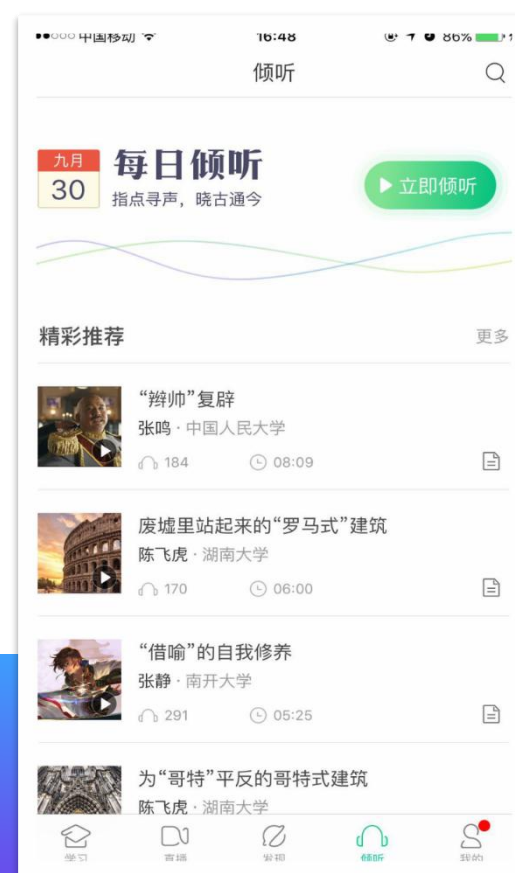 中国移动 16:48 86%
倾听
九月
30
每日倾听
指点寻声，晓古通今
立即倾听
精彩推荐
更多
“辫帅”复辟
张鸣·中国人民大学
184 08:09
废墟里站起来的“罗马式”建筑
陈飞虎·湖南大学
170 06:00
“借喻”的自我修养
张静·南开大学
291 05:25
为“哥特”平反的哥特式建筑
陈飞虎·湖南大学
学习 直播 发现 倾听 我的